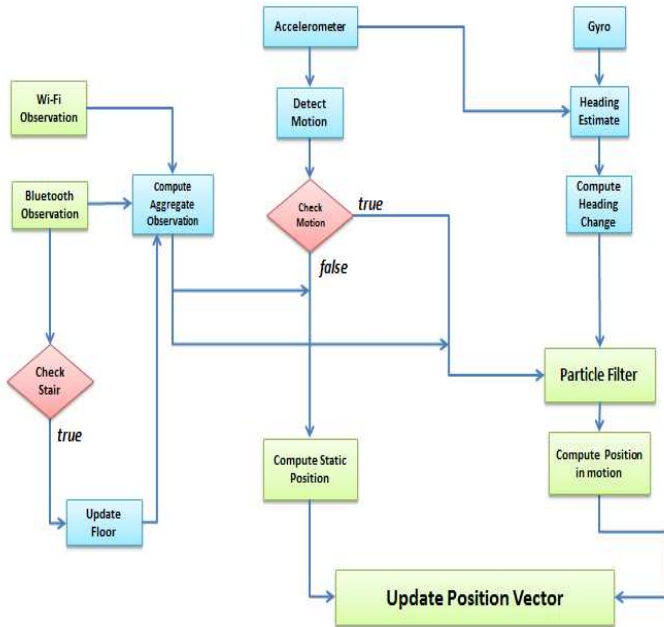 Accelerometer
Gyro
Wi-Fi
Observation
Detect
Motion
Heading
Estimate
Bluetooth
Observation
Compute
Aggregate
Observation
Check
Motion
true
false
Compute
Heading
Change
Check
Stair
true
Particle Filter
Compute Static
Position
Compute Position
in motion
Update
Floor
Update Position Vector